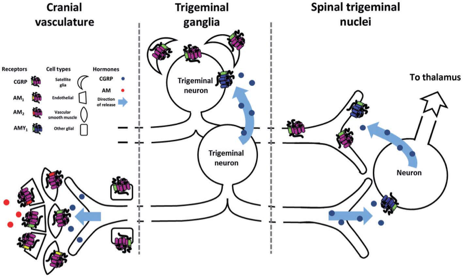 Cranial
vasculature
Trigeminal
ganglia
Spinal trigeminal
nuclei
Receptors
Cell types
Hormones
CGRP
AM₁
AM₂
AMY₁
Satellite
glia
Endothelial
Vascular
smooth muscle
Other glial
CGRP
AM
Direction
of release
Trigeminal
neuron
Trigeminal
neuron
To thalamus
Neuron